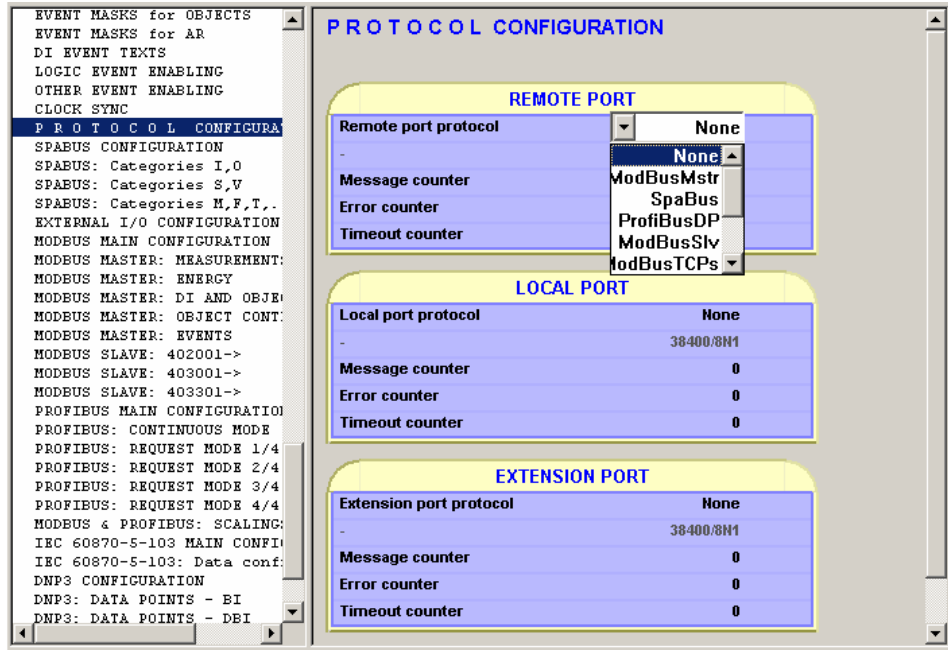 EVENT MASKS for OBJECTS
EVENT MASKS for AR
DI EVENT TEXTS
LOGIC EVENT ENABLING
OTHER EVENT ENABLING
CLOCK SYNC
P R O T O C O L CONFIGURA
SPABUS CONFIGURATION
SPABUS: Categories I,O
SPABUS: Categories S,V
SPABUS: Categories M,F,T,.
EXTERNAL I/O CONFIGURATION
MODBUS MAIN CONFIGURATION
MODBUS MASTER: MEASUREMENT
MODBUS MASTER: ENERGY
MODBUS MASTER: DI AND OBJE
MODBUS MASTER: OBJECT CONT
MODBUS MASTER: EVENTS
MODBUS SLAVE: 402001->
MODBUS SLAVE: 403001->
MODBUS SLAVE: 403301->
PROFIBUS MAIN CONFIGURATIO
PROFIBUS: CONTINUOUS MODE
PROFIBUS: REQUEST MODE 1/4
PROFIBUS: REQUEST MODE 2/4
PROFIBUS: REQUEST MODE 3/4
PROFIBUS: REQUEST MODE 4/4
MODBUS & PROFIBUS: SCALING
IEC 60870-5-103 MAIN CONFI
IEC 60870-5-103: Data conf
DNP3 CONFIGURATION
DNP3: DATA POINTS - BI
DNP3: DATA POINTS - DBI
P R O T O C O L CONFIGURATION
REMOTE PORT
Remote port protocol None
-
Message counter
Error counter
Timeout counter
None
ModBusMstr
SpaBus
ProfiBusDP
ModBusSlv
ModBusTCPs
LOCAL PORT
Local port protocol None
- 38400/8N1
Message counter 0
Error counter 0
Timeout counter 0
EXTENSION PORT
Extension port protocol None
- 38400/8N1
Message counter 0
Error counter 0
Timeout counter 0